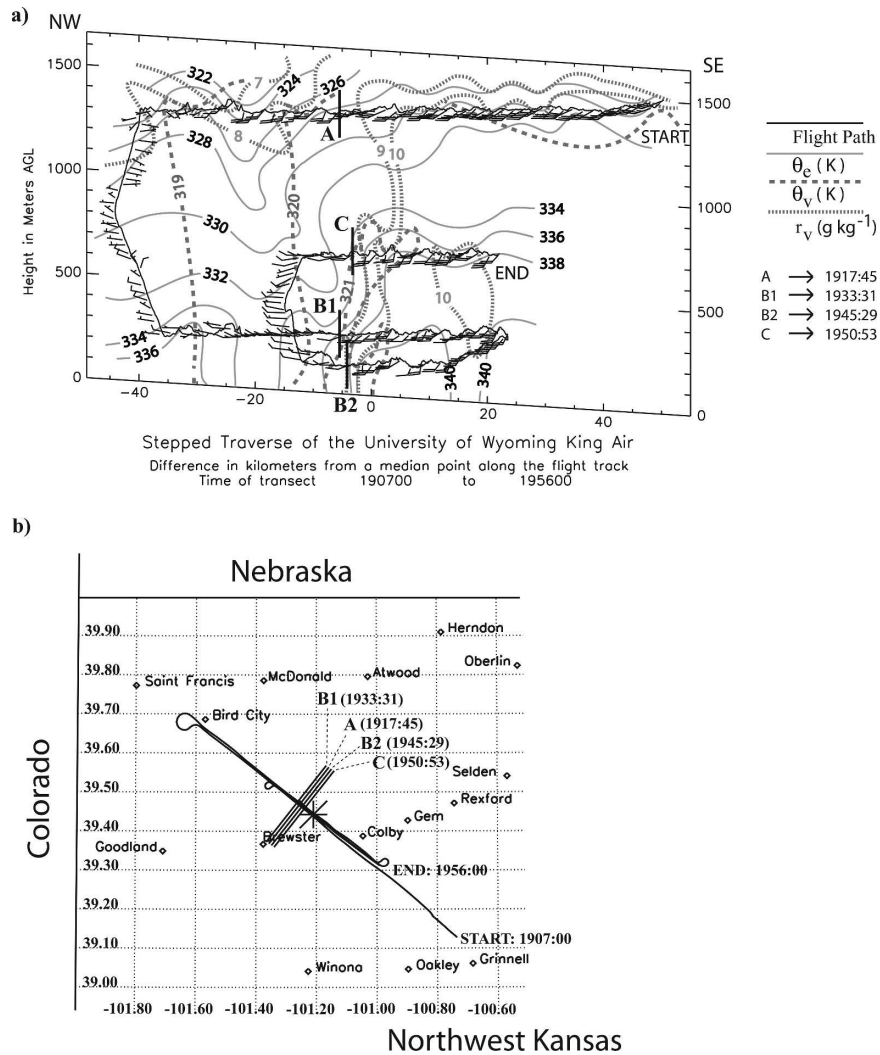 a)
NW
SE
1500
1000
500
0
Height in Meters AGL
322
7
324
326
8
328
A
9
10
START
319
320
330
C
334
336
338
332
END
B1
321
10
334
336
346
340
B2
1500
1000
500
0
-40
-20
0
20
40
Flight Path
θe (K)
θv (K)
rv (g kg-1)
A → 1917:45
B1 → 1933:31
B2 → 1945:29
C → 1950:53
Stepped Traverse of the University of Wyoming King Air
Difference in kilometers from a median point along the flight track
Time of transect 190700 to 195600
b)
Nebraska
39.90
Herndon
39.80
Oberlin
Saint Francis
McDonald
Atwood
39.70
Bird City
B1 (1933:31)
A (1917:45)
B2 (1945:29)
C (1950:53)
39.60
Selden
39.50
Rexford
Gem
39.40
Colby
Brewster
Goodland
39.30
END: 1956:00
39.20
START: 1907:00
39.10
Winona
Oakley
Grinnell
39.00
-101.80 -101.60 -101.40 -101.20 -101.00 -100.80 -100.60
Colorado
Northwest Kansas